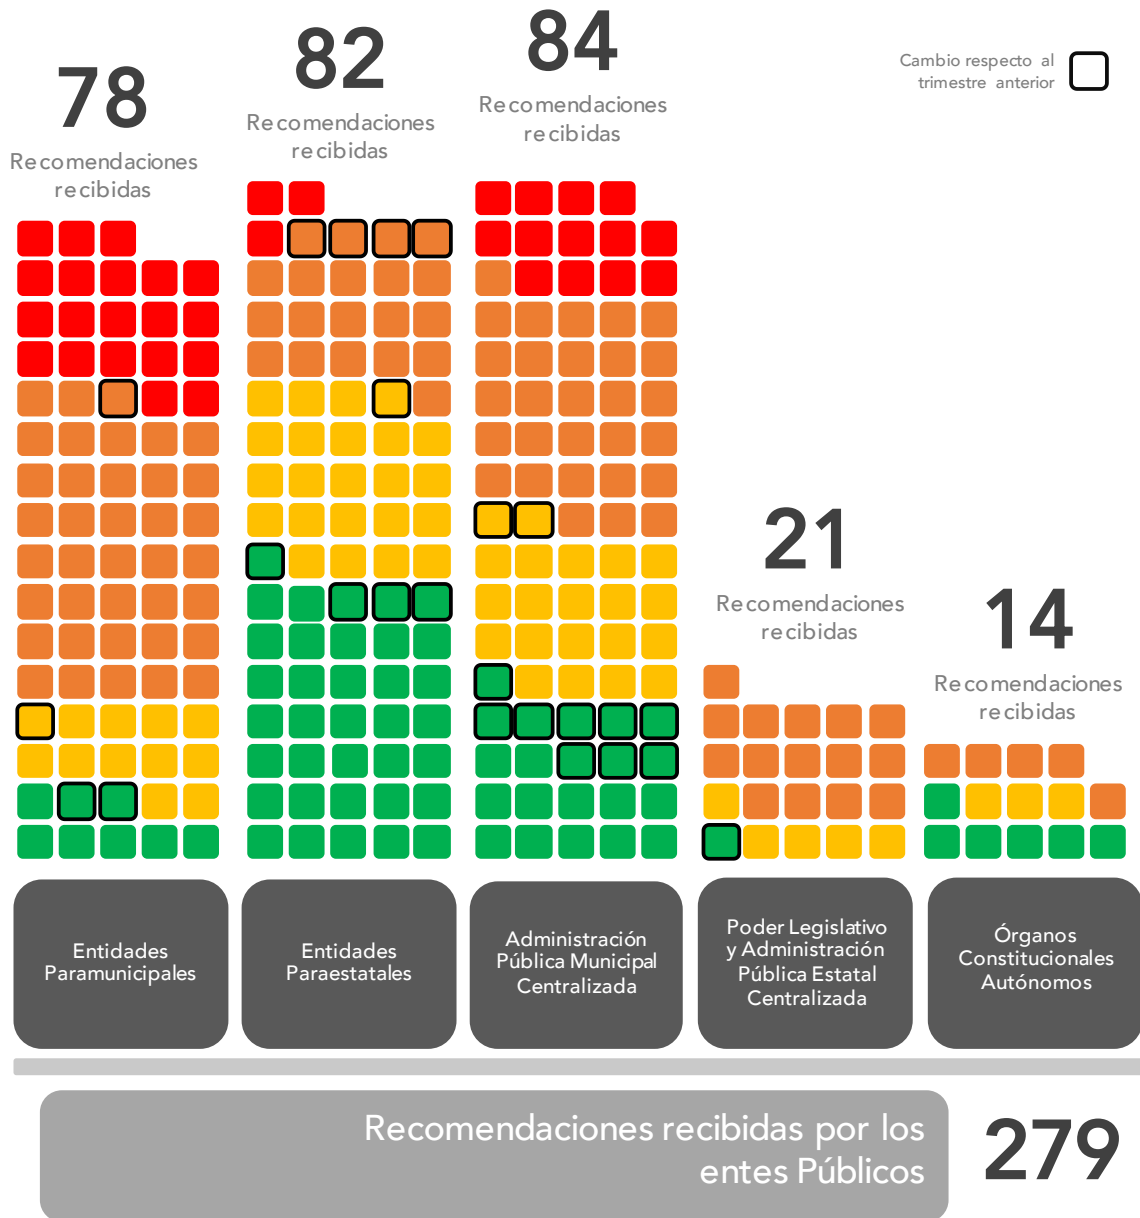 78
Recomendaciones
recibidas
82
Recomendaciones
recibidas
84
Recomendaciones
recibidas
Cambio respecto al
trimestre anterior
21
Recomendaciones
recibidas
14
Recomendaciones
recibidas
Entidades
Paramunicipales
Entidades
Paraestatales
Administración
Pública Municipal
Centralizada
Poder Legislativo
y Administración
Pública Estatal
Centralizada
Órganos
Constitucionales
Autónomos
Recomendaciones recibidas por los
entes Públicos
279